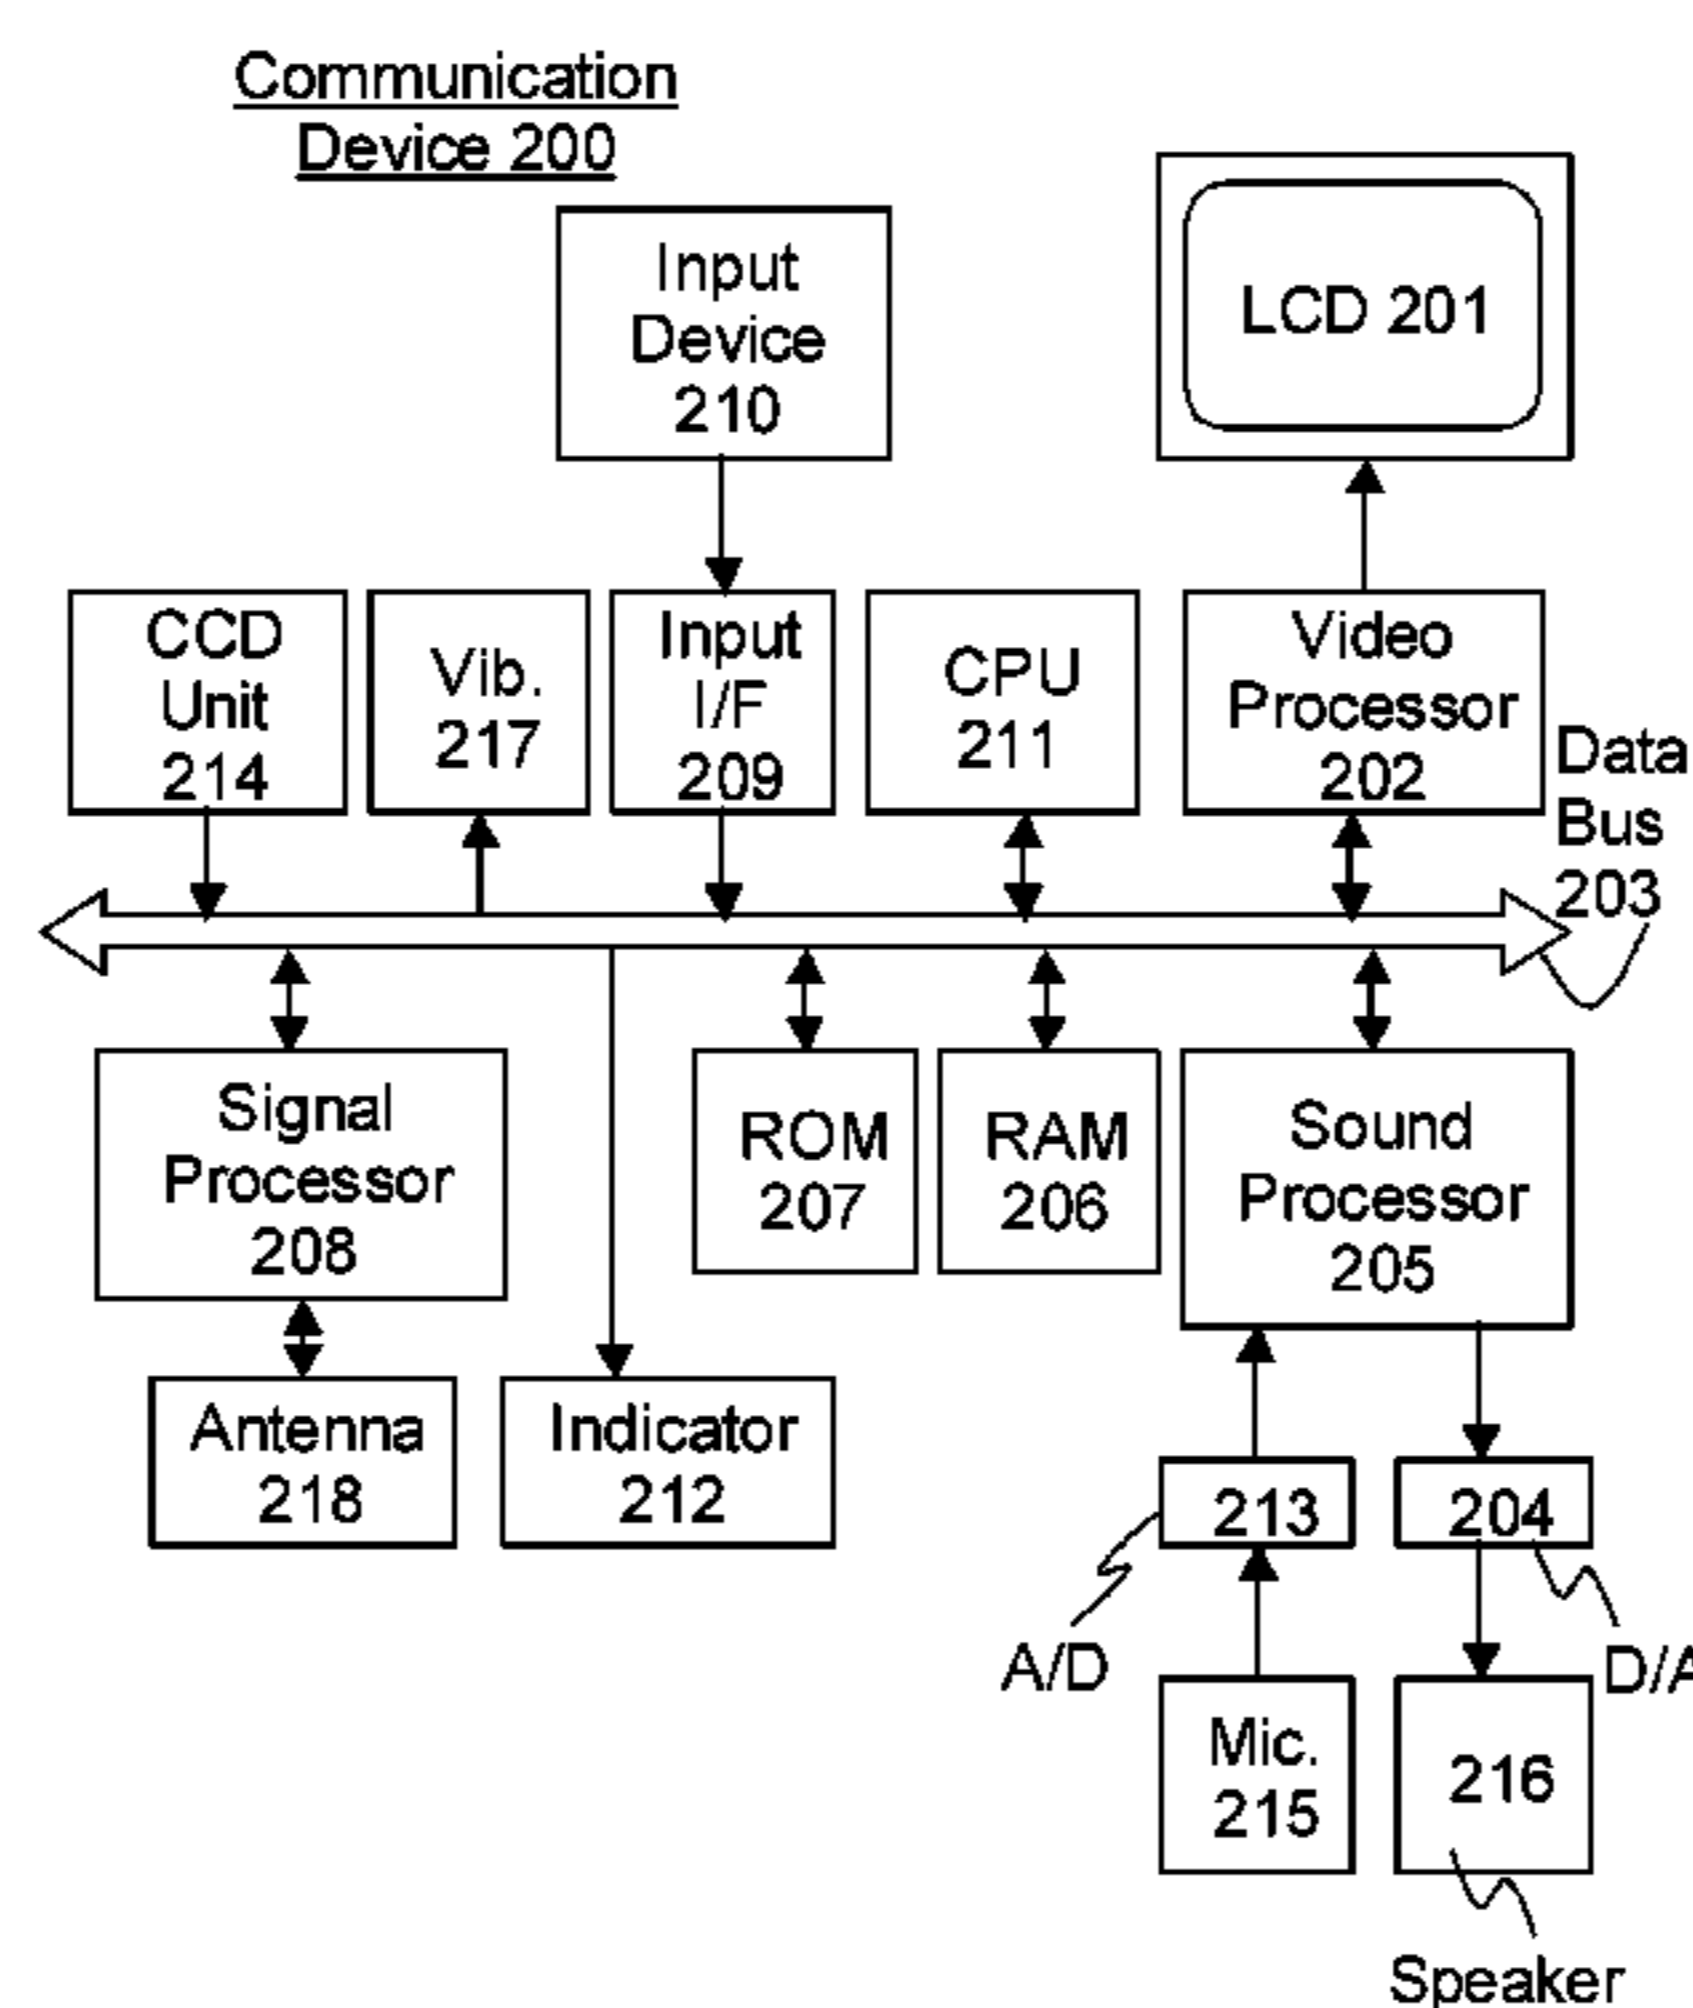 Communication
Device 200
Input
Device
210
LCD 201
CCD
Unit
214
Vib.
217
Input
I/F
209
CPU
211
Video
Processor
202
Data
Bus
203
Signal
Processor
208
ROM
207
RAM
206
Sound
Processor
205
Antenna
218
Indicator
212
213
204
A/D
D/A
Mic.
215
216
Speaker